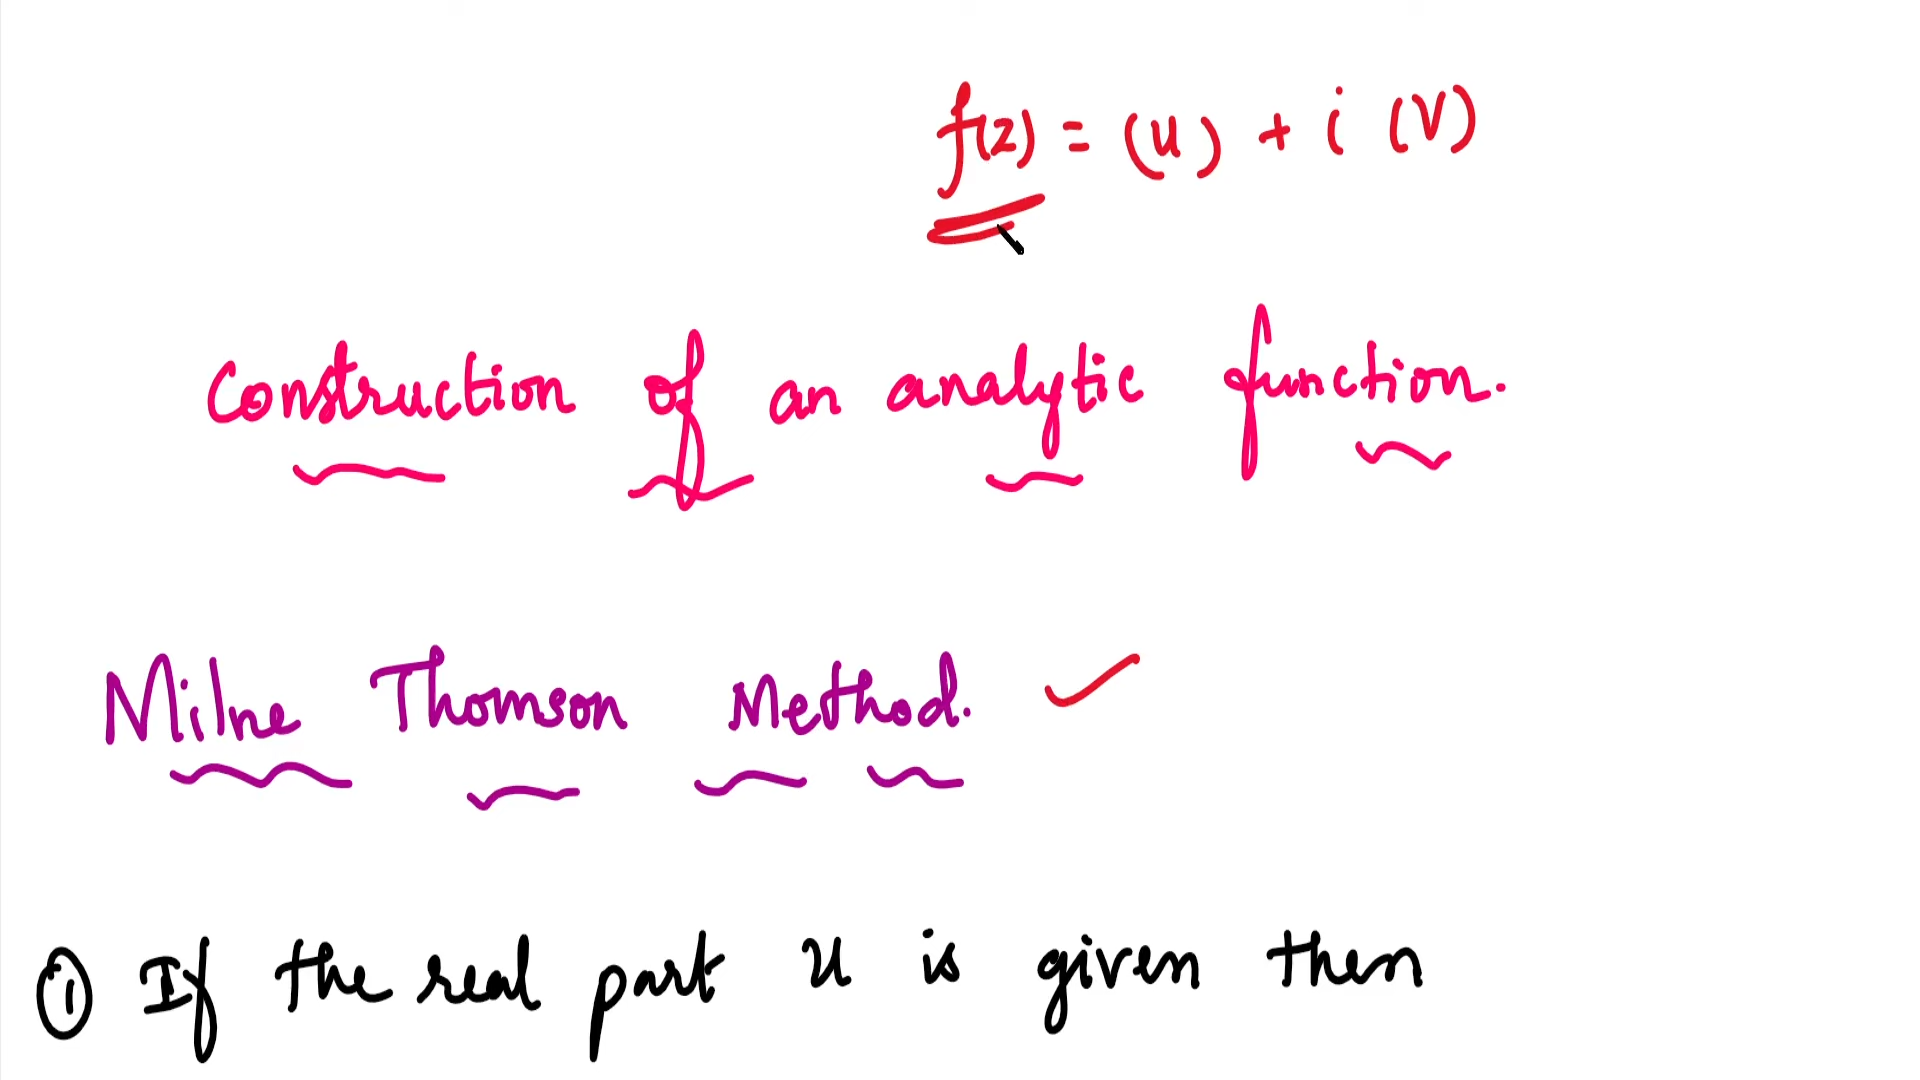 f(z) = (u) + i (V)
Construction of an analytic function.
Milne Thomson Method.
① If the real part u is given then